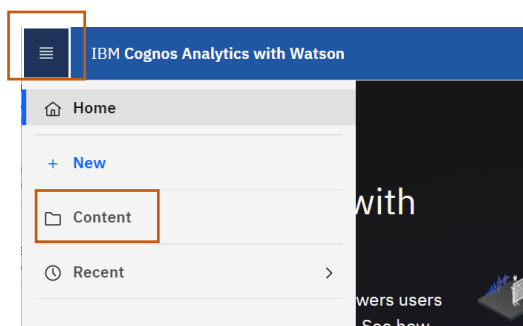 IBM Cognos Analytics with Watson
Home
+ New
Content
with
Recent
wers users
See how